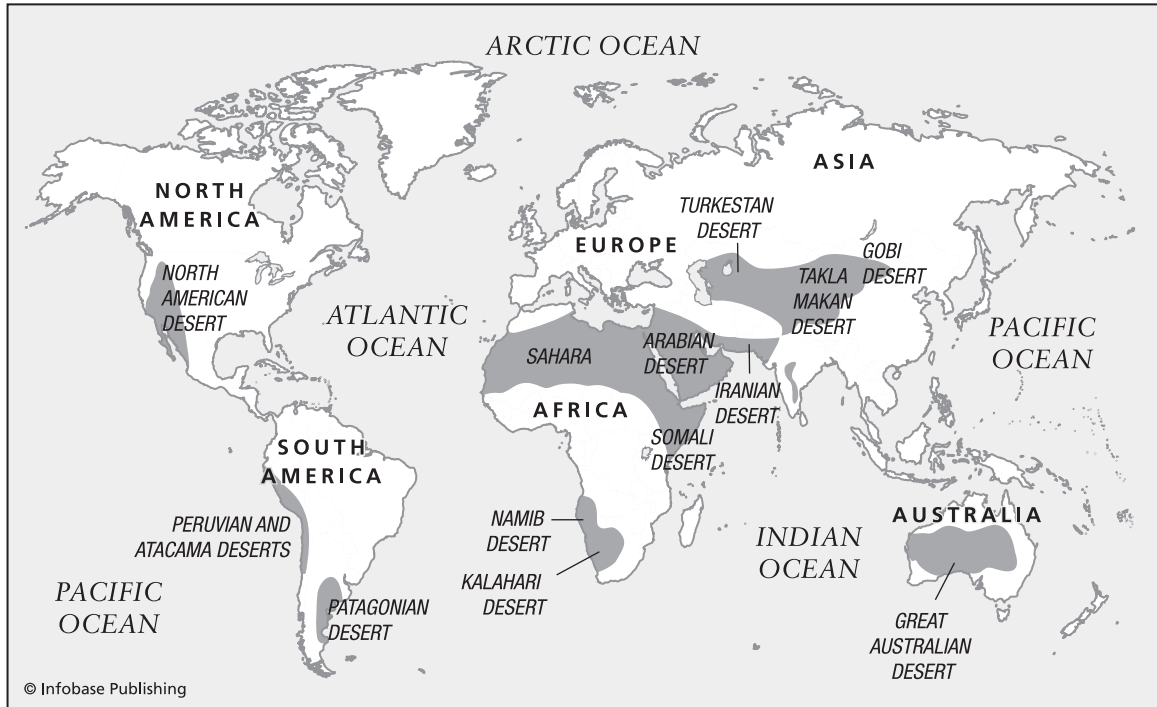 ARCTIC OCEAN
ASIA
NORTH
AMERICA
TURKESTAN
DESERT
EUROPE
GOBI
DESERT
NORTH
AMERICAN
DESERT
TAKLA
MAKAN
DESERT
ATLANTIC
OCEAN
PACIFIC
OCEAN
SAHARA
ARABIAN
DESERT
IRANIAN
DESERT
AFRICA
SOMALI
DESERT
SOUTH
AMERICA
PERUVIAN AND
ATACAMA DESERTS
NAMIB
DESERT
AUSTRALIA
INDIAN
OCEAN
KALAHARI
DESERT
PACIFIC
OCEAN
PATAGONIAN
DESERT
GREAT
AUSTRALIAN
DESERT
© Infobase Publishing